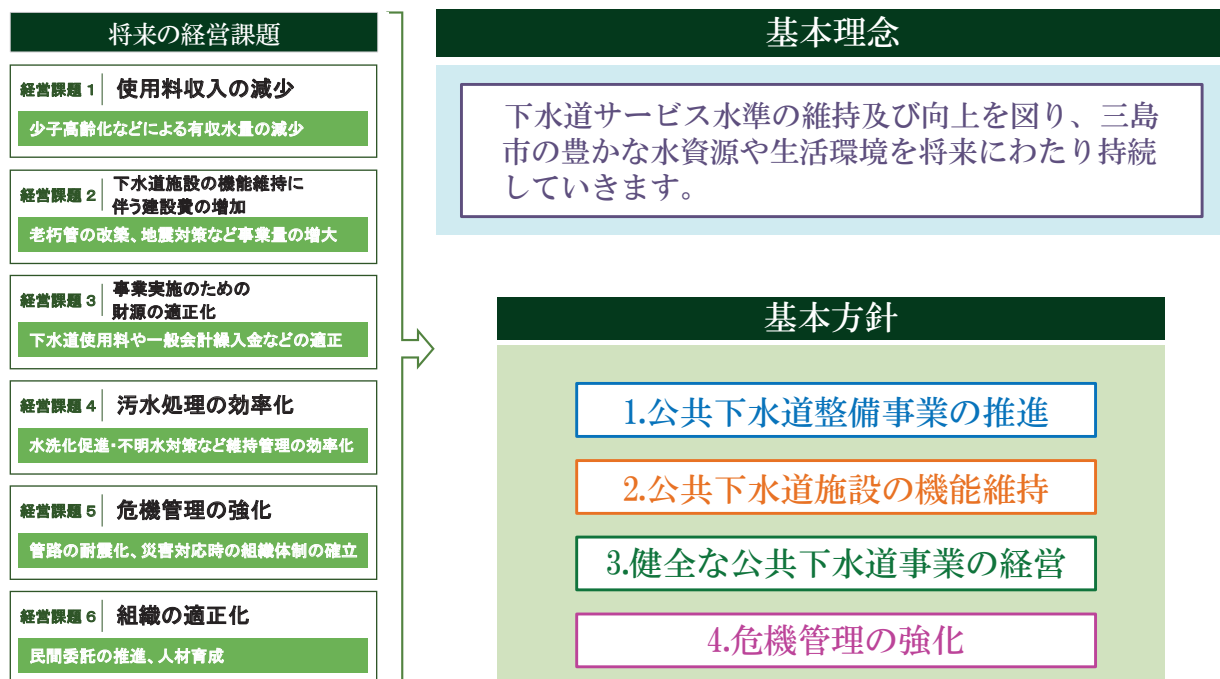 将来の経営課題
経営課題 1 使用料収入の減少
少子高齢化などによる有収水量の減少
経営課題 2 下水道施設の機能維持に
伴う建設費の増加
老朽管の改築、地震対策など事業量の増大
経営課題 3 事業実施のための
財源の適正化
下水道使用料や一般会計繰入金などの適正
経営課題 4 汚水処理の効率化
水洗化促進・不明水対策など維持管理の効率化
経営課題 5 危機管理の強化
管路の耐震化、災害対応時の組織体制の確立
経営課題 6 組織の適正化
民間委託の推進、人材育成
基本理念
下水道サービス水準の維持及び向上を図り、三島
市の豊かな水資源や生活環境を将来にわたり持続
していきます。
基本方針
1.公共下水道整備事業の推進
2.公共下水道施設の機能維持
3.健全な公共下水道事業の経営
4.危機管理の強化